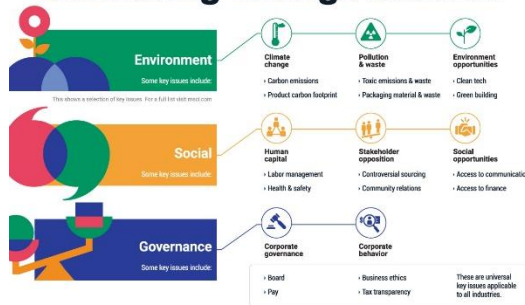 Environment
Some key issues include:
This shows a selection of key issues. For a full list visit msci.com
Climate
change
› Carbon emissions
› Product carbon footprint
Pollution
& waste
› Toxic emissions & waste
› Packaging material & waste
Environment
opportunities
› Clean tech
› Green building
Social
Some key issues include:
Human
capital
› Labor management
› Health & safety
Stakeholder
opposition
› Controversial sourcing
› Community relations
Social
opportunities
› Access to communicatio
› Access to finance
Governance
Some key issues include:
Corporate
governance
› Board
› Pay
Corporate
behavior
› Business ethics
› Tax transparency
These are universal
key issues applicable
to all industries.